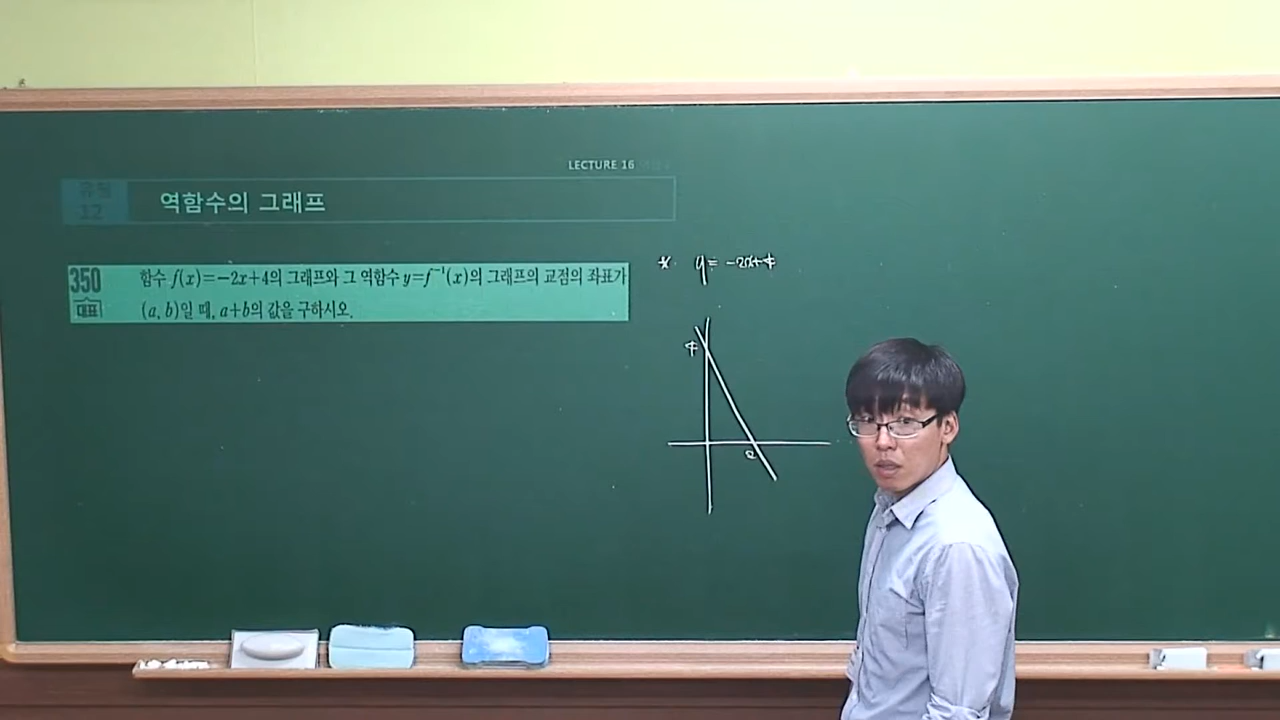 LECTURE 16
유형
12
역함수의 그래프
350
함수 f(x)=-2x+4의 그래프와 그 역함수 y=f⁻¹(x)의 그래프의 교점의 좌표가
대표
(a, b)일 때, a+b의 값을 구하시오.
* y = -2x+4
4
2